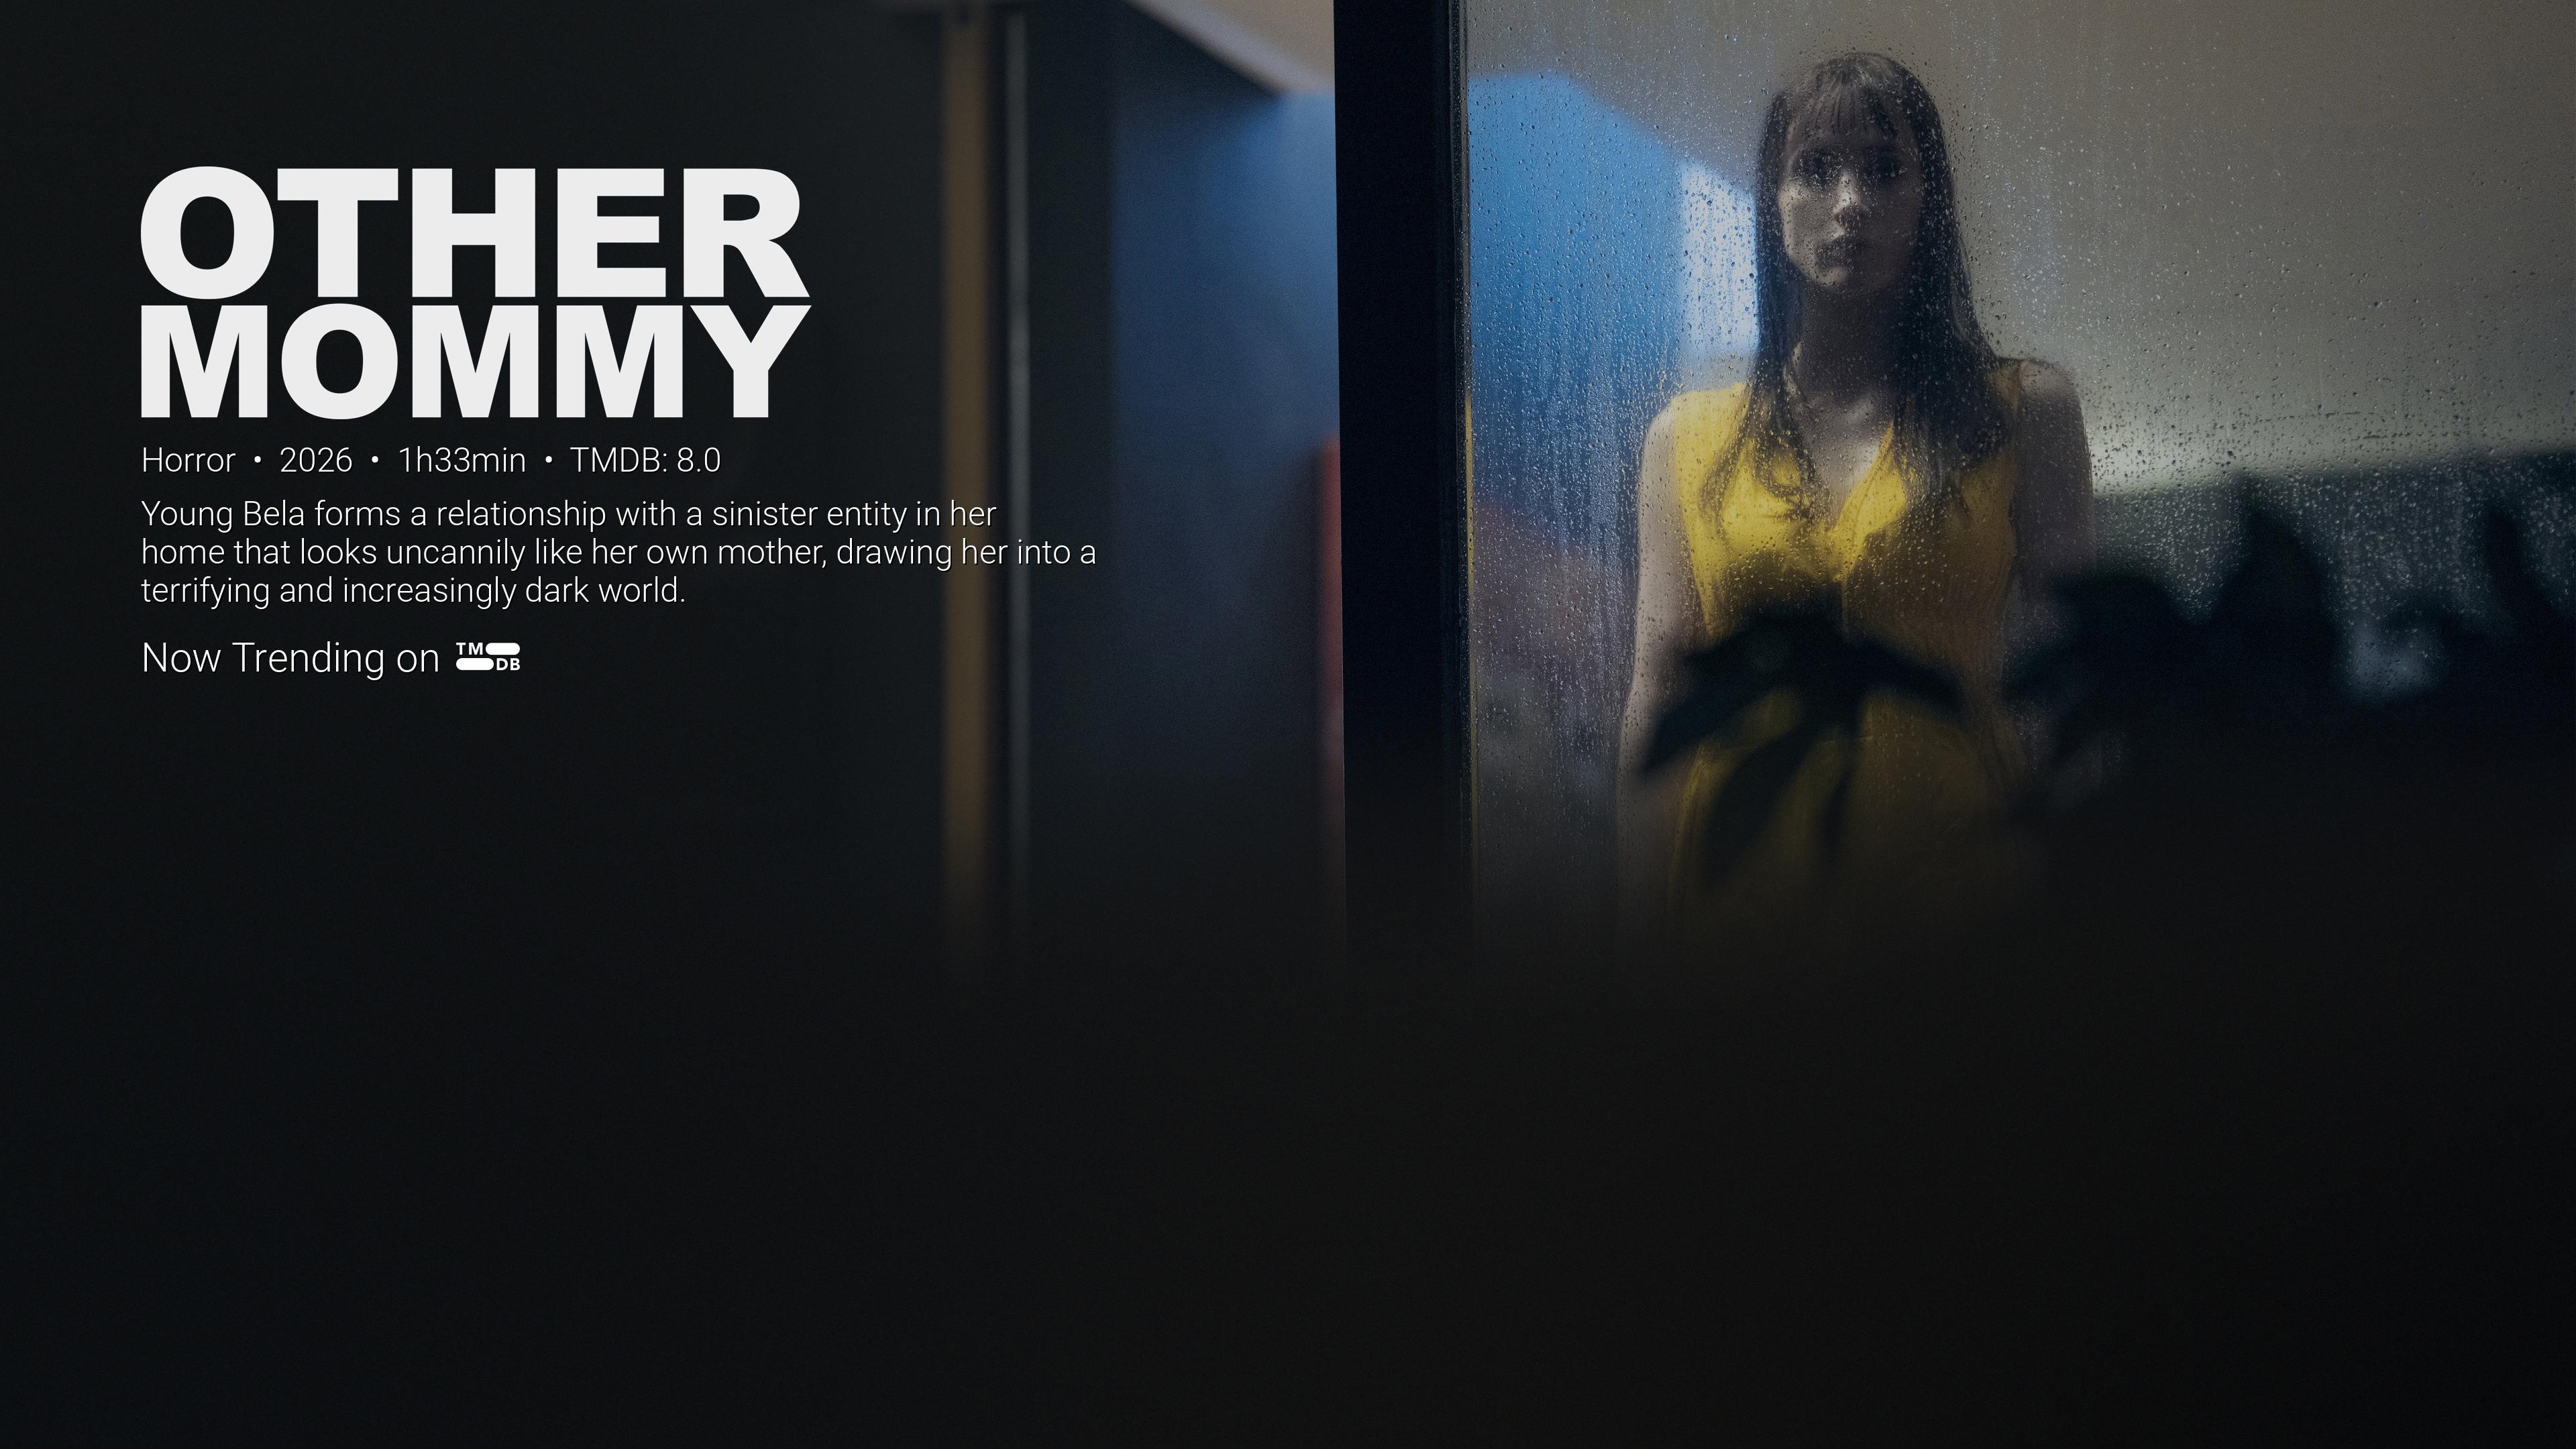 OTHER
MOMMY
Horror • 2026 • 1h33min • TMDB: 8.0
Young Bela forms a relationship with a sinister entity in her
home that looks uncannily like her own mother, drawing her into a
terrifying and increasingly dark world.
Now Trending on TMDB